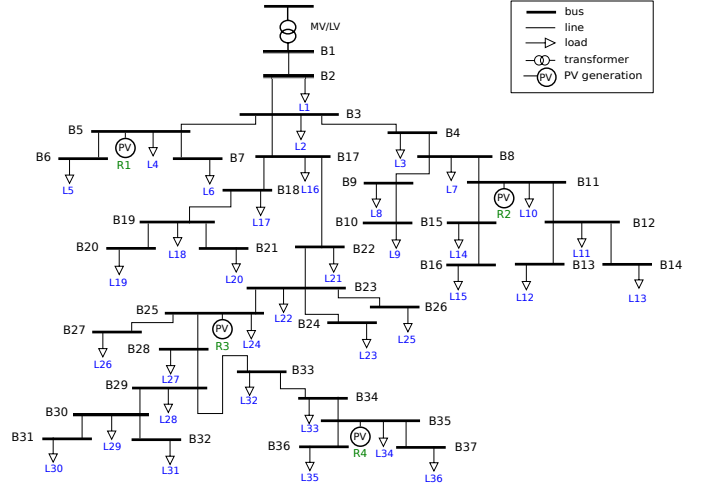 bus
line
MV/LV
load
B1
transformer
B2
PV
PV generation
L1
B3
B5
B4
PV
L2
L4
L3
B6
R1
B7
B17
B8
L5
L6
B18
L16
B9
L7
B11
PV
L17
L8
R2
L10
B19
B10
B15
B12
B20
L18
B21
B22
L9
L14
L11
L19
L20
L21
B16
B13
B14
L15
L12
L13
B23
B25
L22
B26
B27
PV
B24
L24
L25
R3
L23
L26
B28
L27
B33
B29
L32
B34
L28
B30
L33
B35
B31
L29
B32
B36
PV
L34
B37
L30
L31
R4
L35
L36